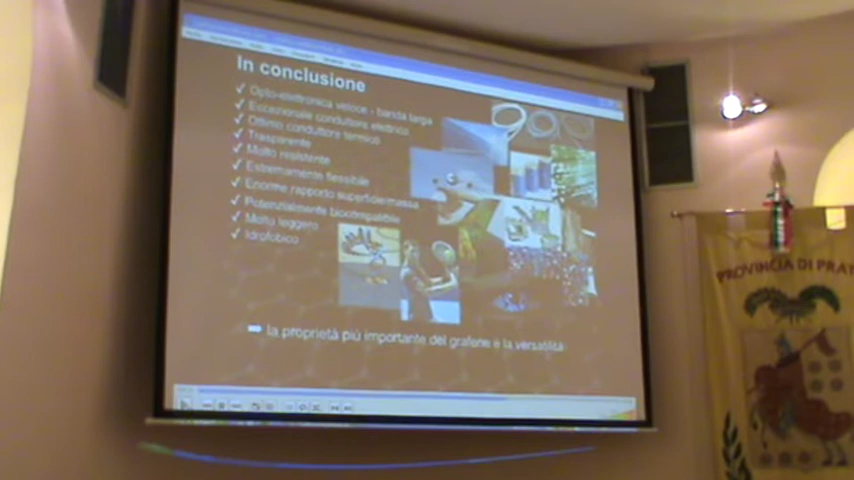 In conclusione
✓ Opto-elettronica veloce - banda larga
✓ Eccezionale conduttore elettrico
✓ Ottimo conduttore termico
✓ Trasparente
✓ Molto resistente
✓ Estremamente flessibile
✓ Enorme rapporto superficie/massa
✓ Potenzialmente biocompatibile
✓ Molto leggero
✓ Idrofobico
la proprietà più importante del grafene è la versatilità
PROVINCIA DI PRAT